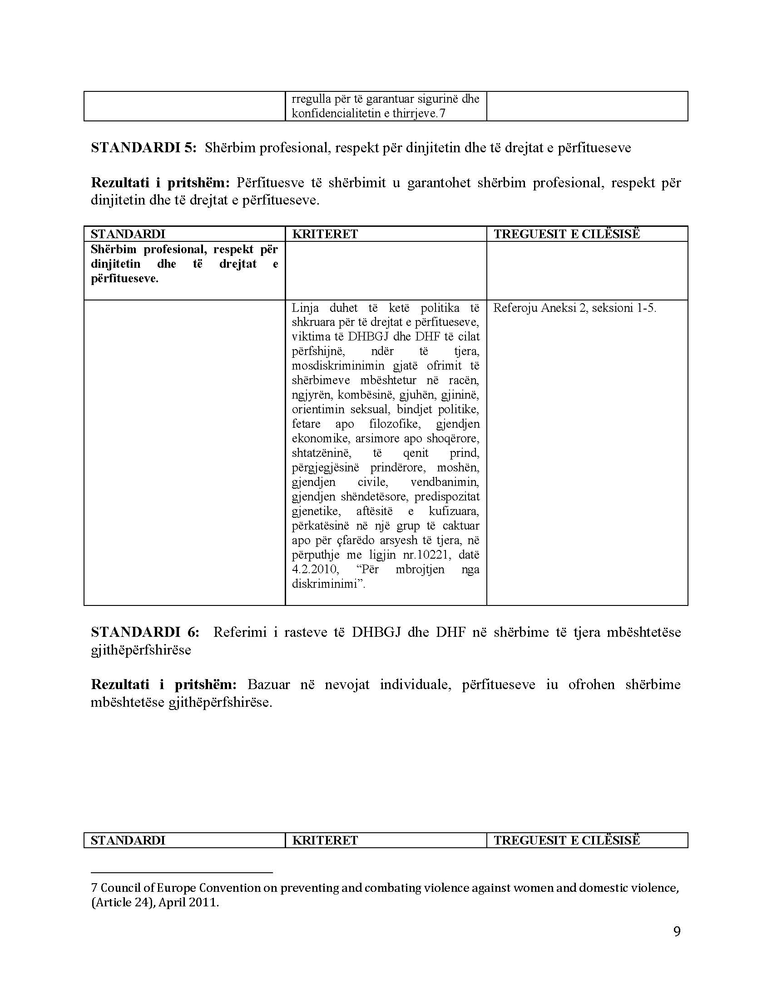 rregulla për të garantuar sigurinë dhe
konfidencialitetin e thirrjeve.7
STANDARDI 5: Shërbim profesional, respekt për dinjitetin dhe të drejtat e përfitueseve
Rezultati i pritshëm: Përfituesve të shërbimit u garantohet shërbim profesional, respekt për
dinjitetin dhe të drejtat e përfitueseve.
STANDARDI KRITERET TREGUESIT E CILËSISË
Shërbim profesional, respekt për
dinjitetin dhe të drejtat e
përfitueseve.
Linja duhet të ketë politika të
shkruara për të drejtat e përfitueseve,
viktima të DHBGJ dhe DHF të cilat
përfshijnë, ndër të tjera,
mosdiskriminimin gjatë ofrimit të
shërbimeve mbështetur në racën,
ngjyrën, kombësinë, gjuhën, gjininë,
orientimin seksual, bindjet politike,
fetare apo filozofike, gjendjen
ekonomike, arsimore apo shoqërore,
shtatzëninë, të qenit prind,
përgjegjësinë prindërore, moshën,
gjendjen civile, vendbanimin,
gjendjen shëndetësore, predispozitat
gjenetike, aftësitë e kufizuara,
përkatësinë në një grup të caktuar
apo për çfarëdo arsyesh të tjera, në
përputhje me ligjin nr.10221, datë
4.2.2010, “Për mbrojtjen nga
diskriminimi”.
Referoju Aneksi 2, seksioni 1-5.
STANDARDI 6: Referimi i rasteve të DHBGJ dhe DHF në shërbime të tjera mbështetëse
gjithëpërfshirëse
Rezultati i pritshëm: Bazuar në nevojat individuale, përfitueseve iu ofrohen shërbime
mbështetëse gjithëpërfshirëse.
STANDARDI KRITERET TREGUESIT E CILËSISË
7 Council of Europe Convention on preventing and combating violence against women and domestic violence,
(Article 24), April 2011.
9